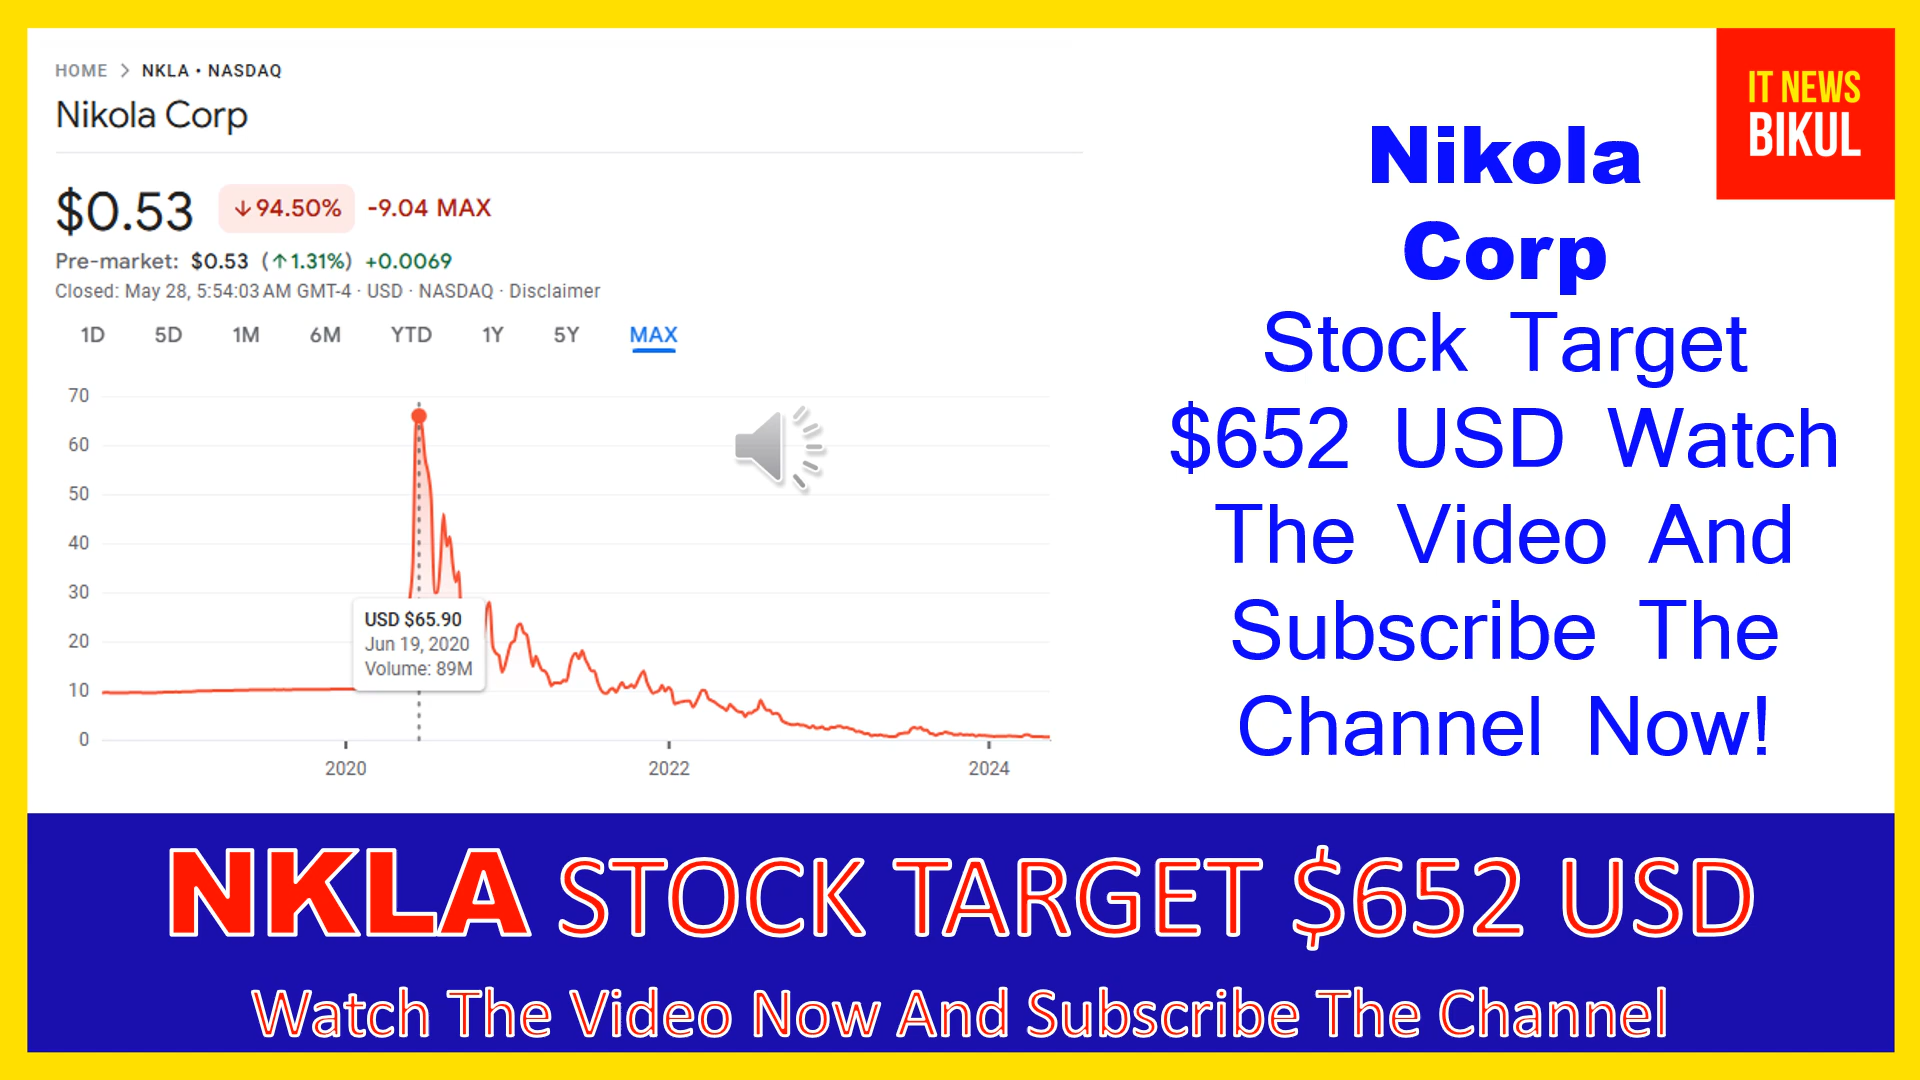 HOME > NKLA • NASDAQ
Nikola Corp
$0.53 ↓94.50% -9.04 MAX
Pre-market: $0.53 (↑1.31%) +0.0069
Closed: May 28, 5:54:03 AM GMT-4 · USD · NASDAQ · Disclaimer
1D 5D 1M 6M YTD 1Y 5Y MAX
70
60
50
40
30
20
10
0
USD $65.90
Jun 19, 2020
Volume: 89M
2020 2022 2024
IT NEWS
BIKUL
Nikola
Corp
Stock Target
$652 USD Watch
The Video And
Subscribe The
Channel Now!
NKLA STOCK TARGET $652 USD
Watch The Video Now And Subscribe The Channel